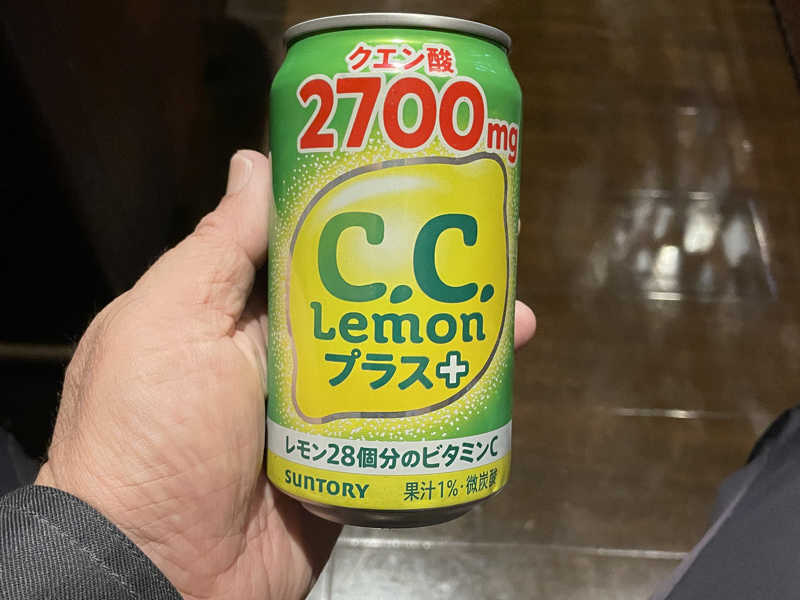 クエン酸
2700mg
C.C.
Lemon
プラス+
レモン28個分のビタミンC
SUNTORY 果汁1%・微炭酸